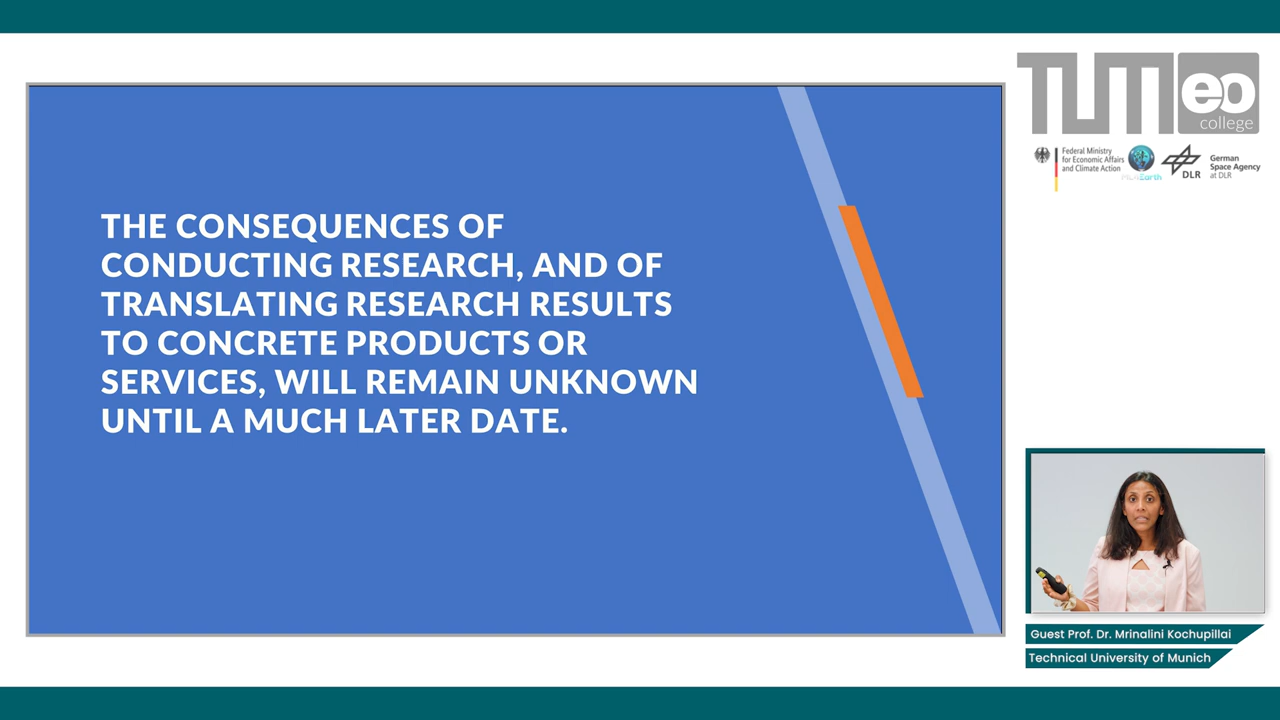 THE CONSEQUENCES OF
CONDUCTING RESEARCH, AND OF
TRANSLATING RESEARCH RESULTS
TO CONCRETE PRODUCTS OR
SERVICES, WILL REMAIN UNKNOWN
UNTIL A MUCH LATER DATE.
TUM eo
college
Federal Ministry
for Economic Affairs
and Climate Action
DLR
German
Space Agency
at DLR
Guest Prof. Dr. Mrinalini Kochupillai
Technical University of Munich